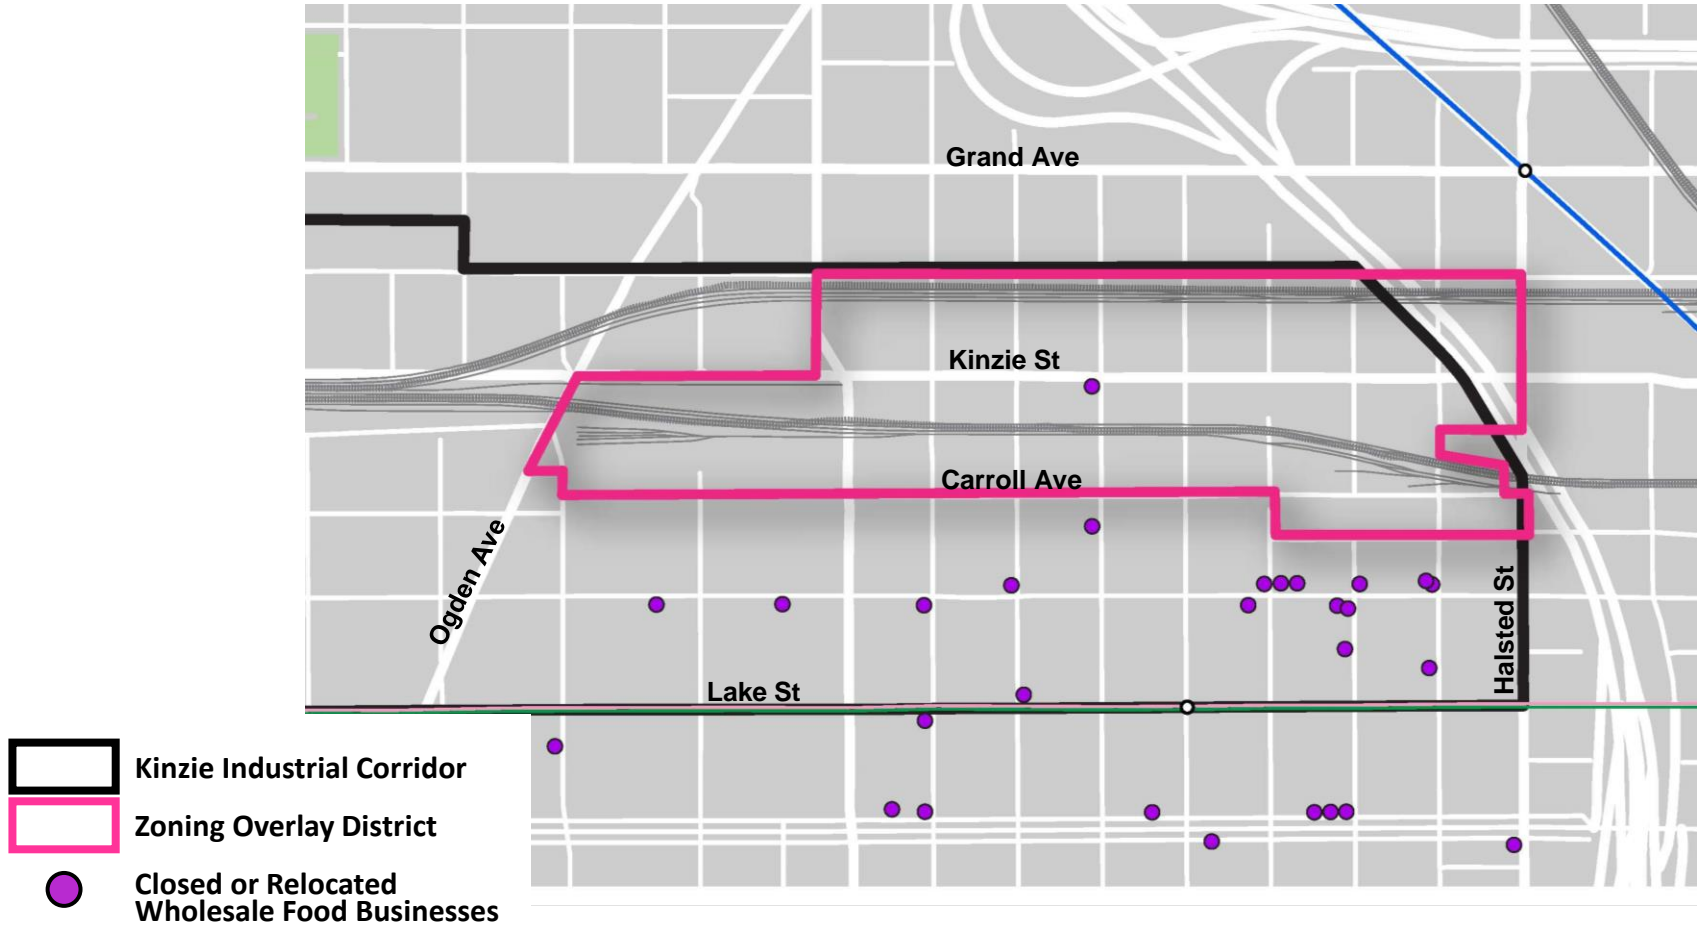 Grand Ave
Kinzie St
Carroll Ave
Ogden Ave
Halsted St
Lake St
Kinzie Industrial Corridor
Zoning Overlay District
Closed or Relocated
Wholesale Food Businesses